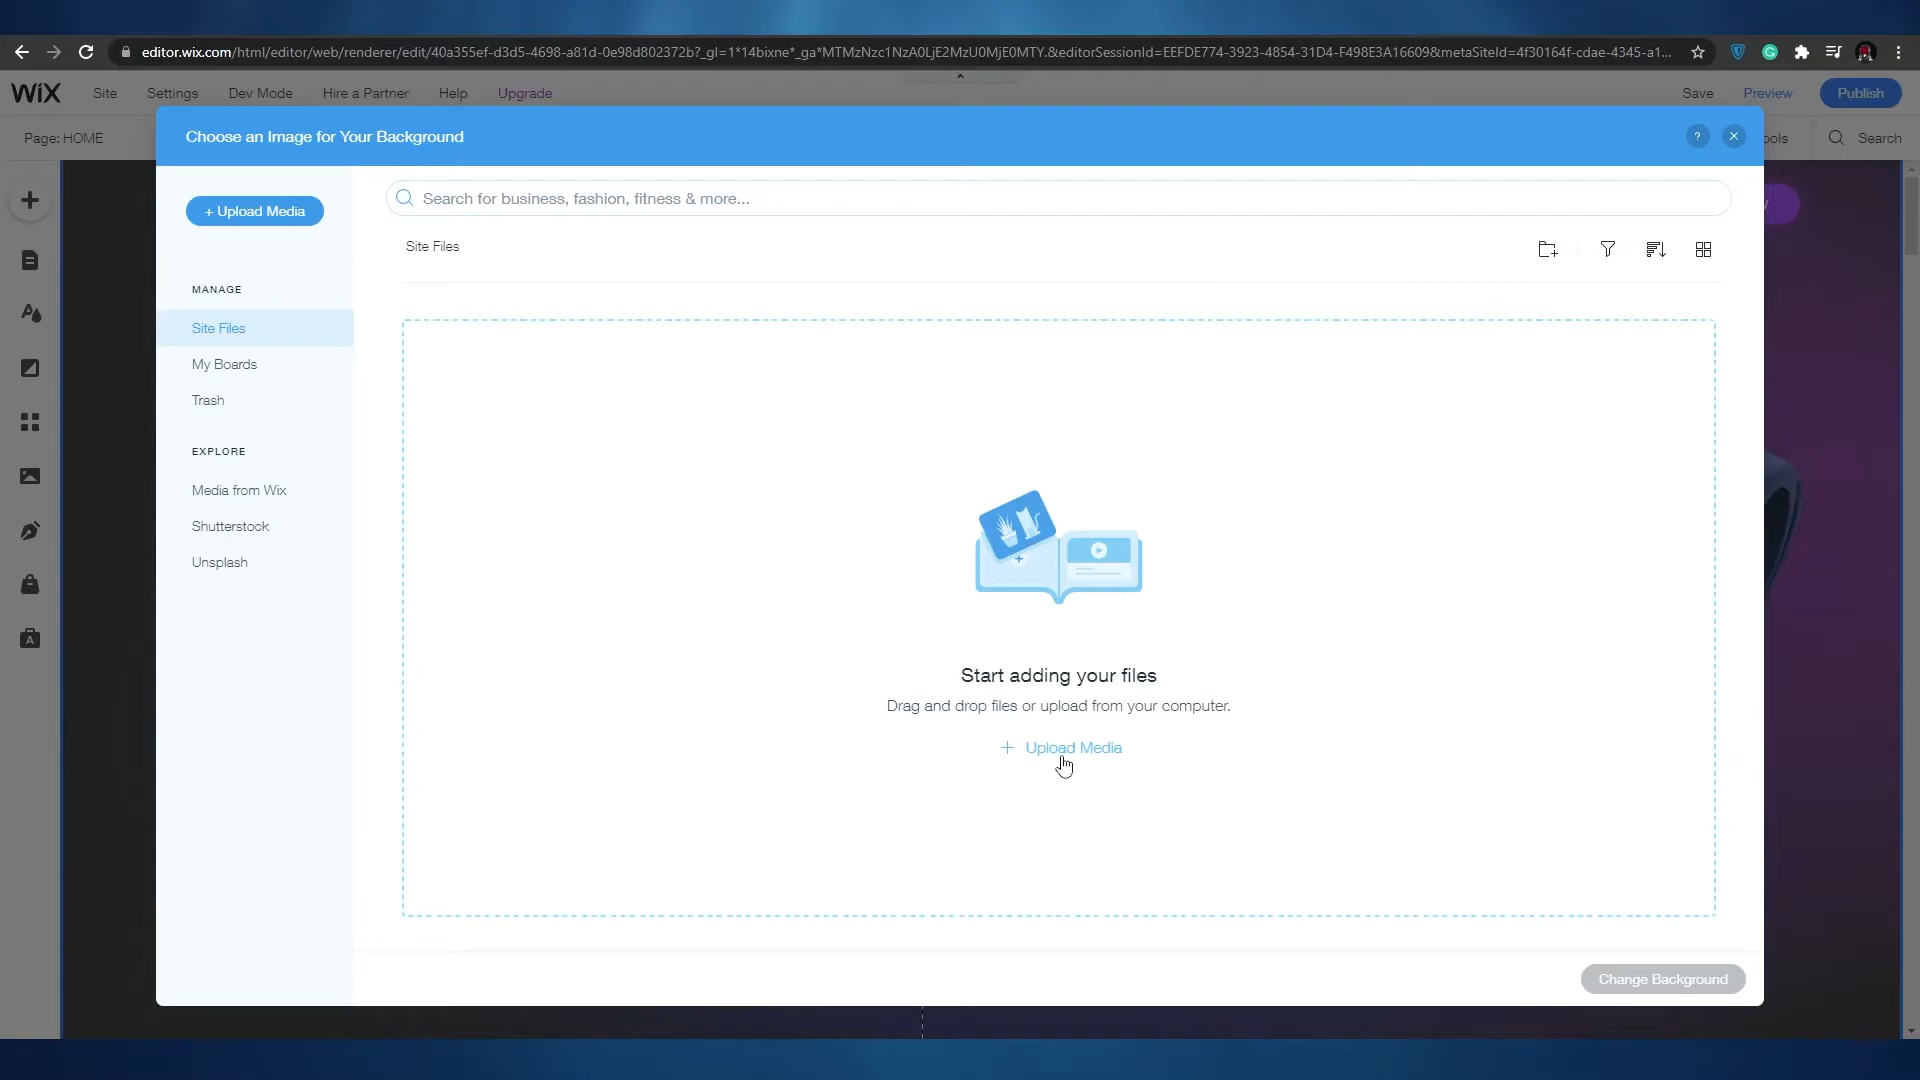 editor.wix.com/html/editor/web/renderer/edit/40a355ef-d3d5-4698-a81d-0e98d802372b?_gl=1*14bixne*_ga*MTMzNzc1NzA0LjE2MzU0MjE0MTY.&editorSessionId=EEFDE774-3923-4854-31D4-F498E3A16609&metaSiteId=4f30164f-cdae-4345-a1...
WiX Site Settings Dev Mode Hire a Partner Help Upgrade Save Preview Publish
Page: HOME Search
Choose an Image for Your Background ?
+ Upload Media
Search for business, fashion, fitness & more...
Site Files
MANAGE
Site Files
My Boards
Trash
EXPLORE
Media from Wix
Shutterstock
Unsplash
Start adding your files
Drag and drop files or upload from your computer.
+ Upload Media
Change Background